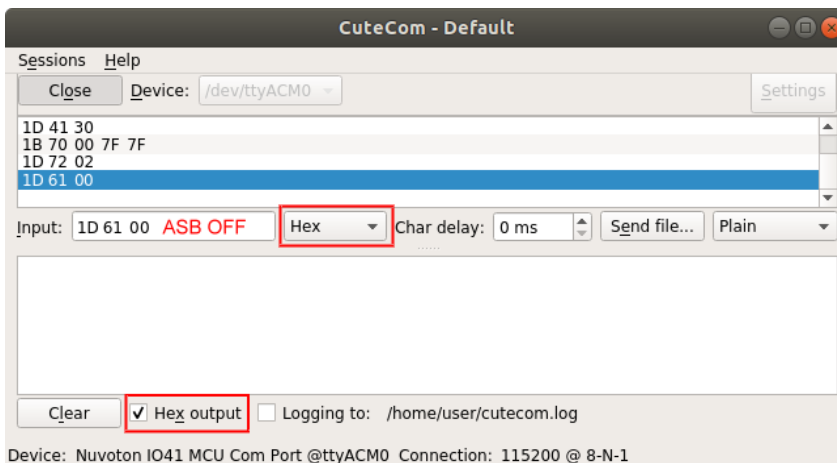 CuteCom - Default
Sessions Help
Close Device: /dev/ttyACM0 Settings
1D 41 30
1B 70 00 7F 7F
1D 72 02
1D 61 00
Input: 1D 61 00 ASB OFF Hex Char delay: 0 ms Send file... Plain
Clear Hex output Logging to: /home/user/cutecom.log
Device: Nuvoton IO41 MCU Com Port @ttyACM0 Connection: 115200 @ 8-N-1